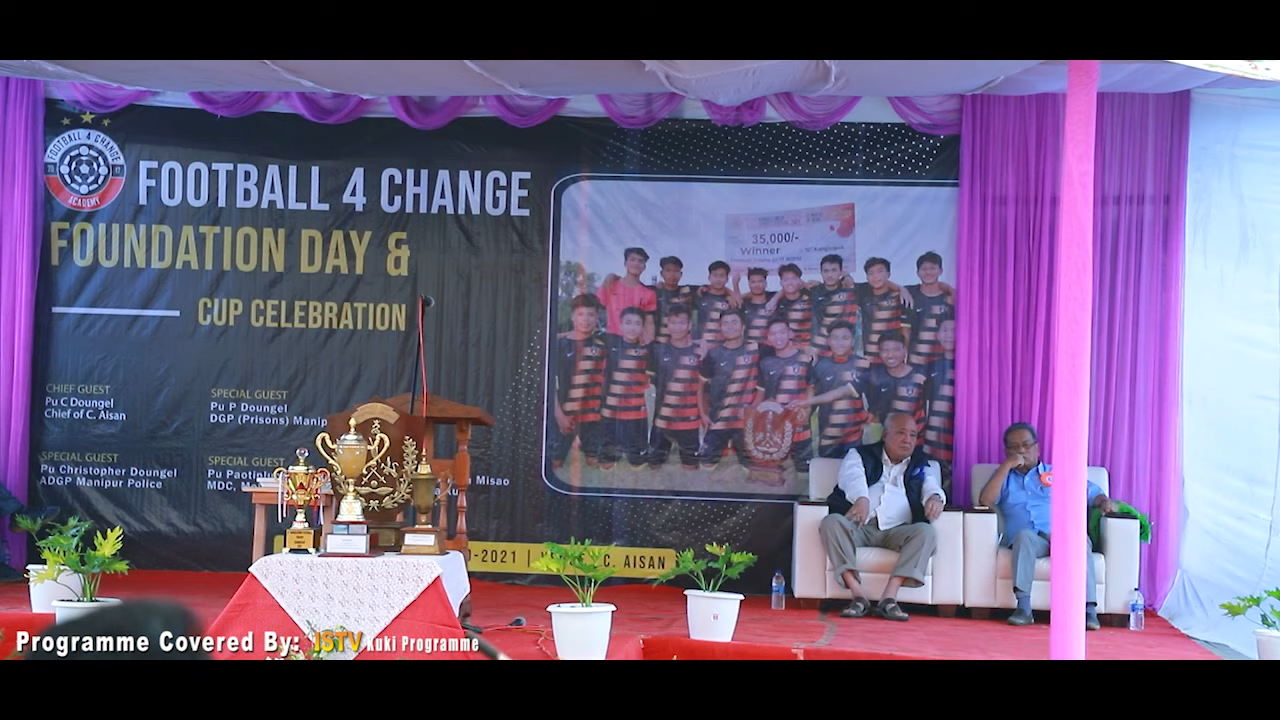 FOOTBALL 4 CHANGE
20 17
ACADEMY
FOOTBALL 4 CHANGE
FOUNDATION DAY &
CUP CELEBRATION
35,000/-
Winner
CHIEF GUEST
Pu C Doungel
Chief of C. Aisan
SPECIAL GUEST
Pu P Doungel
DGP (Prisons)
SPECIAL GUEST
Pu Christopher Doungel
ADGP Manipur Police
SPECIAL GUEST
Pu
MDC,
Misao
-2021 | C. AISAN
Programme Covered By: ISTV Kuki Programme